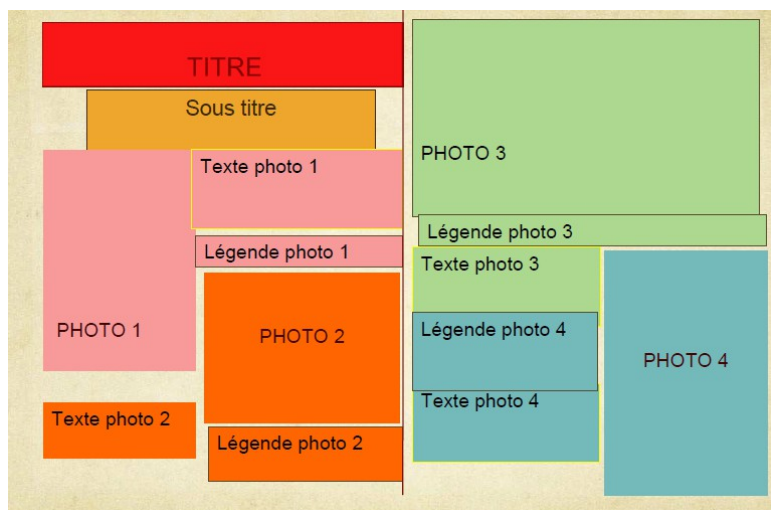 TITRE
Sous titre
Texte photo 1
Légende photo 1
PHOTO 1
PHOTO 2
Texte photo 2
Légende photo 2
PHOTO 3
Légende photo 3
Texte photo 3
Légende photo 4
PHOTO 4
Texte photo 4